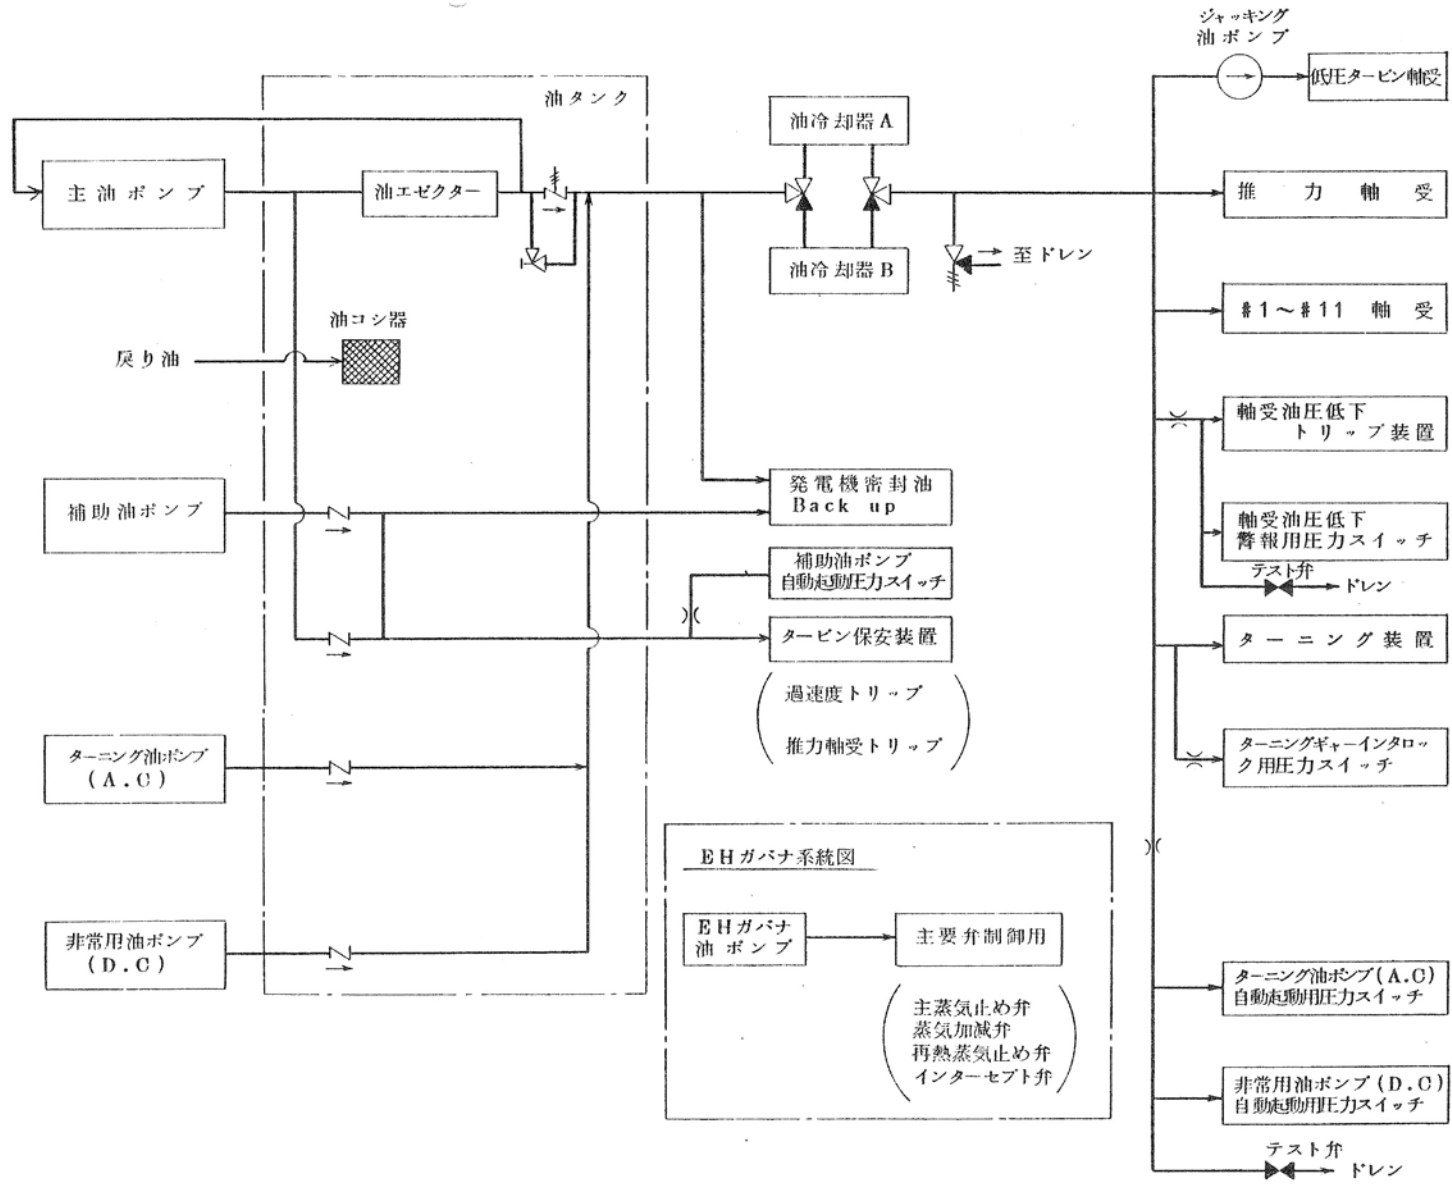 ジャッキング
油ポンプ
低圧タービン軸受
油タンク
油冷却器A
主油ポンプ
油エゼクター
推力軸受
油冷却器B
至ドレン
#1～#11 軸受
油コシ器
戻り油
軸受油圧低下
トリップ装置
補助油ポンプ
発電機密封油
Back up
軸受油圧低下
警報用圧力スイッチ
テスト弁
ドレン
補助油ポンプ
自動起動圧力スイッチ
タービン保安装置
(過速度トリップ
推力軸受トリップ)
ターニング装置
ターニング油ポンプ
(A.C)
ターニングギャーインタロッ
ク用圧力スイッチ
EHガバナ系統図
非常用油ポンプ
(D.C)
EHガバナ
油ポンプ
主要弁制御用
(主蒸気止め弁
蒸気加減弁
再熱蒸気止め弁
インターセプト弁)
ターニング油ポンプ(A.C)
自動起動用圧力スイッチ
非常用油ポンプ(D.C)
自動起動用圧力スイッチ
テスト弁
ドレン